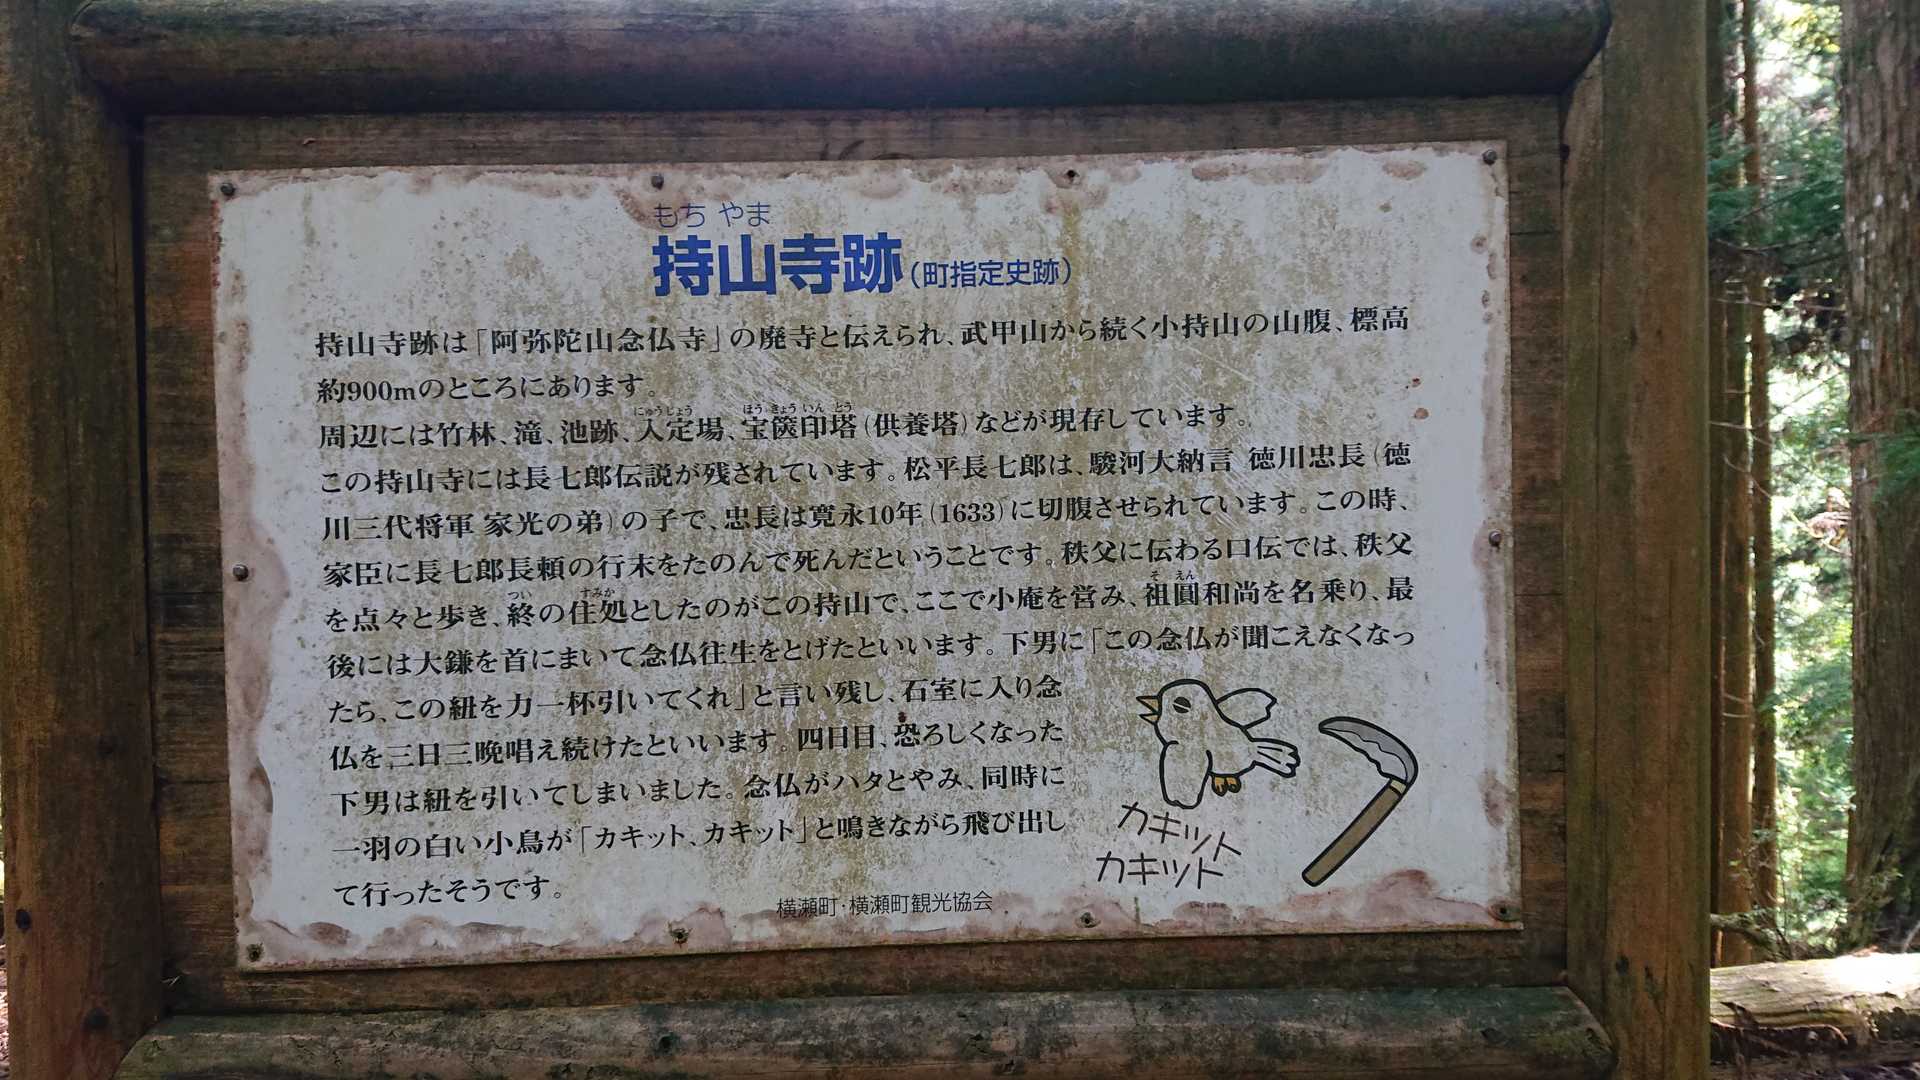 もち やま
持山寺跡（町指定史跡）
持山寺跡は「阿弥陀山念仏寺」の廃寺と伝えられ、武甲山から続く小持山の山腹、標高
約900mのところにあります。
にゅうじょう ほう きょう いん とう
周辺には竹林、滝、池跡、入定場、宝篋印塔（供養塔）などが現存しています。
この持山寺には長七郎伝説が残されています。松平長七郎は、駿河大納言 徳川忠長（徳
川三代将軍 家光の弟）の子で、忠長は寛永10年（1633）に切腹させられています。この時、
家臣に長七郎長頼の行末をたのんで死んだということです。秩父に伝わる口伝では、秩父
つい すみか そ えん
を点々と歩き、終の住処としたのがこの持山で、ここで小庵を営み、祖圓和尚を名乗り、最
後には大鎌を首にまいて念仏往生をとげたといいます。下男に「この念仏が聞こえなくなっ
たら、この紐を力一杯引いてくれ」と言い残し、石室に入り念
仏を三日三晩唱え続けたといいます。四日目、恐ろしくなった
下男は紐を引いてしまいました。念仏がハタとやみ、同時に
一羽の白い小鳥が「カキット、カキット」と鳴きながら飛び出し
て行ったそうです。
カキット
カキット
横瀬町・横瀬町観光協会